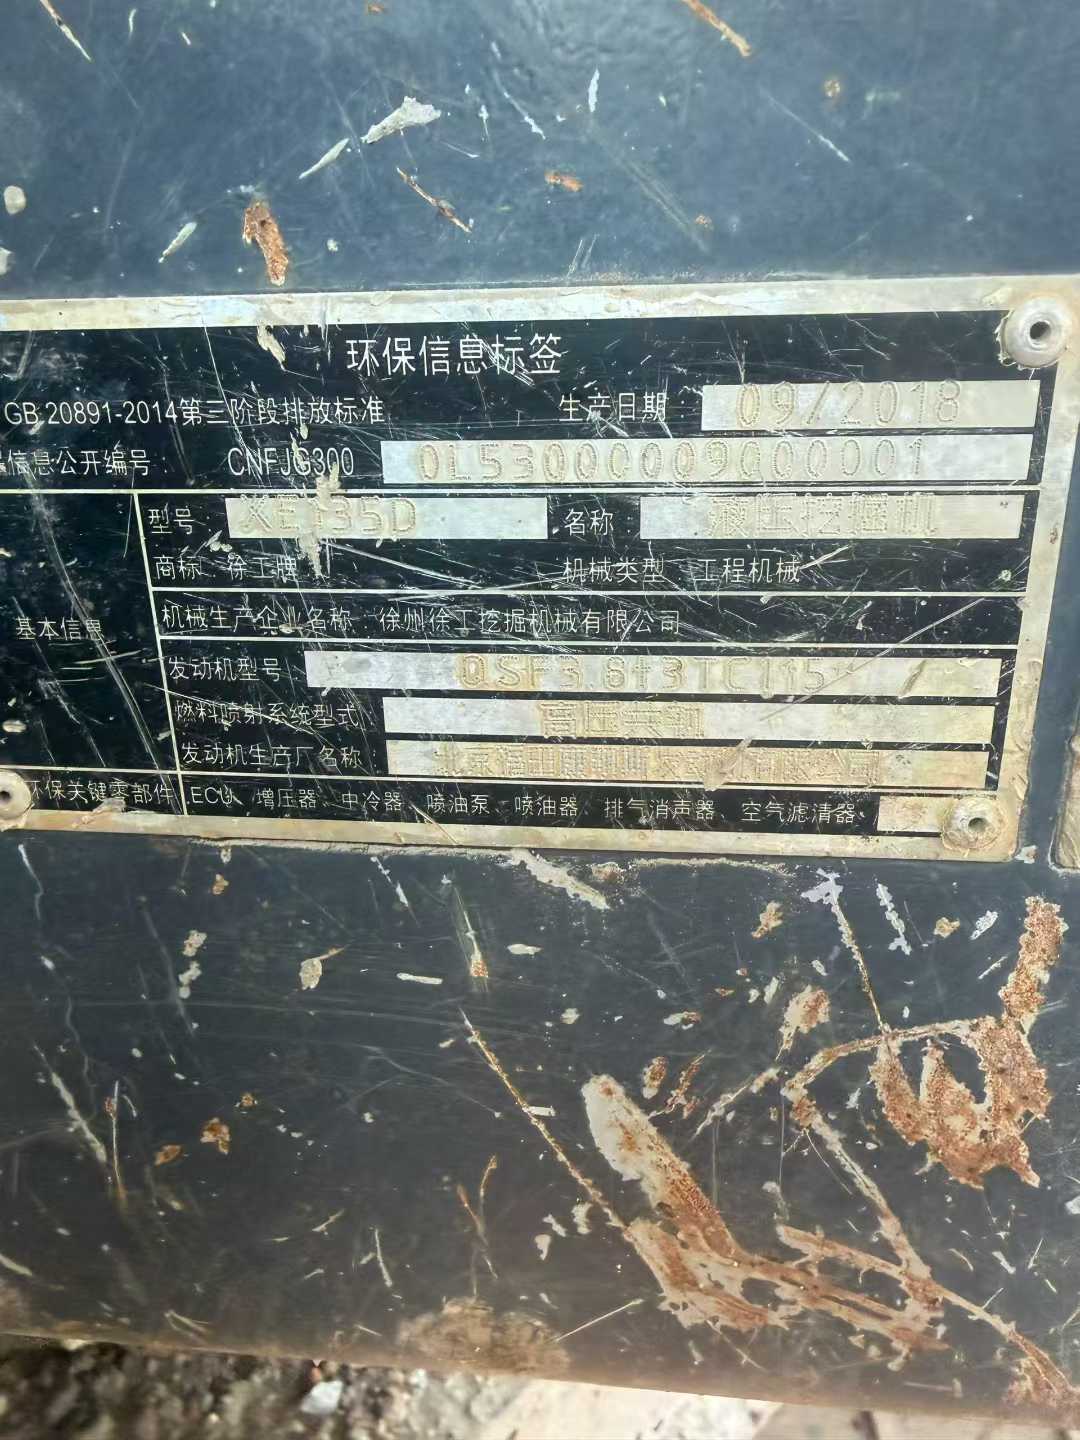 环保信息标签
GB 20891-2014第三阶段排放标准 生产日期 09/2018
信息公开编号 CNFJG300 0L530000009000001
型号 XE135D 名称 液压挖掘机
商标 徐工牌 机械类型 工程机械
基本信息
机械生产企业名称 徐州徐工挖掘机械有限公司
发动机型号 QSF3.8t3TC115
燃料喷射系统型式 高压共轨
发动机生产厂名称 北京福田康明斯发动机有限公司
环保关键零部件 ECU、增压器、中冷器、喷油泵、喷油器、排气消声器、空气滤清器